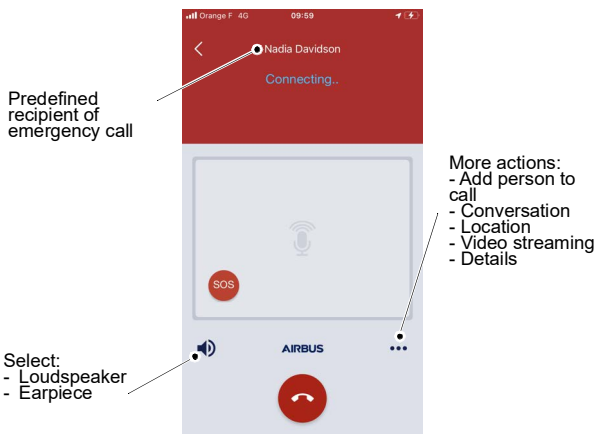 Orange F 4G 09:59
Nadia Davidson
Connecting..
Predefined
recipient of
emergency call
More actions:
- Add person to
call
- Conversation
- Location
- Video streaming
- Details
SOS
AIRBUS
Select:
- Loudspeaker
- Earpiece